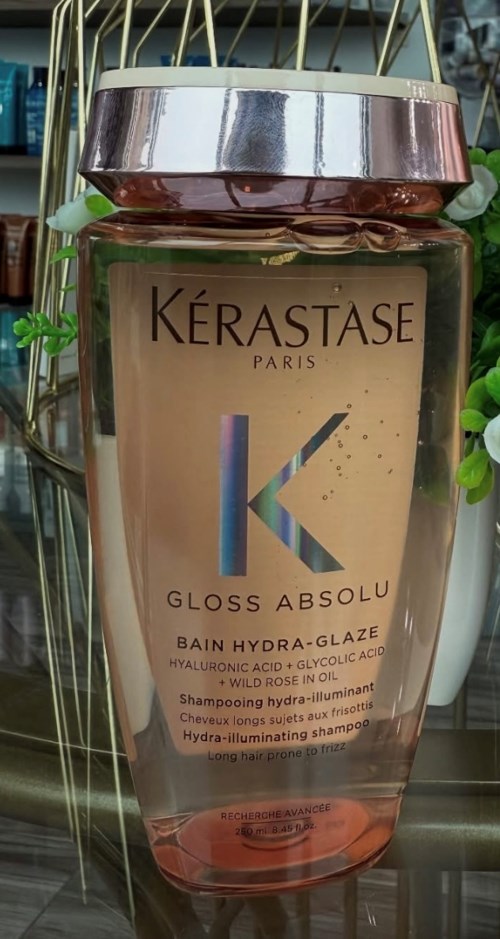 KÉRASTASE
PARIS
K
GLOSS ABSOLU
BAIN HYDRA-GLAZE
HYALURONIC ACID + GLYCOLIC ACID
+ WILD ROSE IN OIL
Shampooing hydra-illuminant
Cheveux longs sujets aux frisottis
Hydra-illuminating shampoo
Long hair prone to frizz
RECHERCHE AVANCÉE
250 ml 8.45 fl.oz.